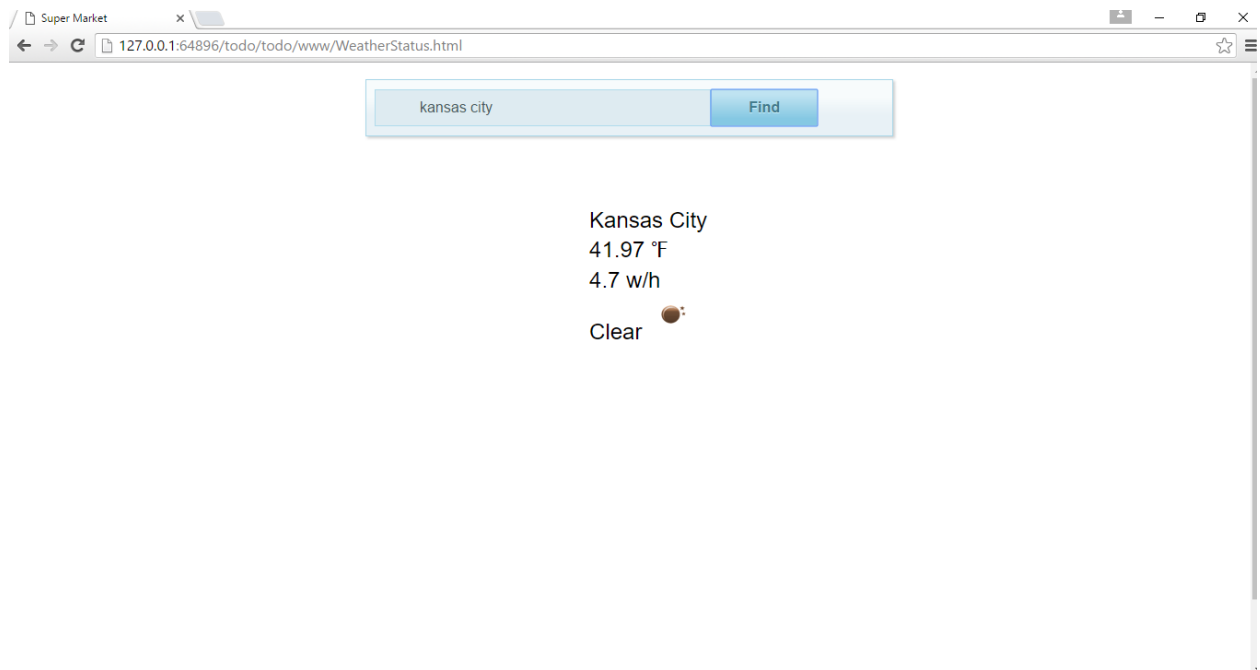 Super Market
127.0.0.1:64896/todo/todo/www/WeatherStatus.html
kansas city Find
Kansas City
41.97 °F
4.7 w/h
Clear